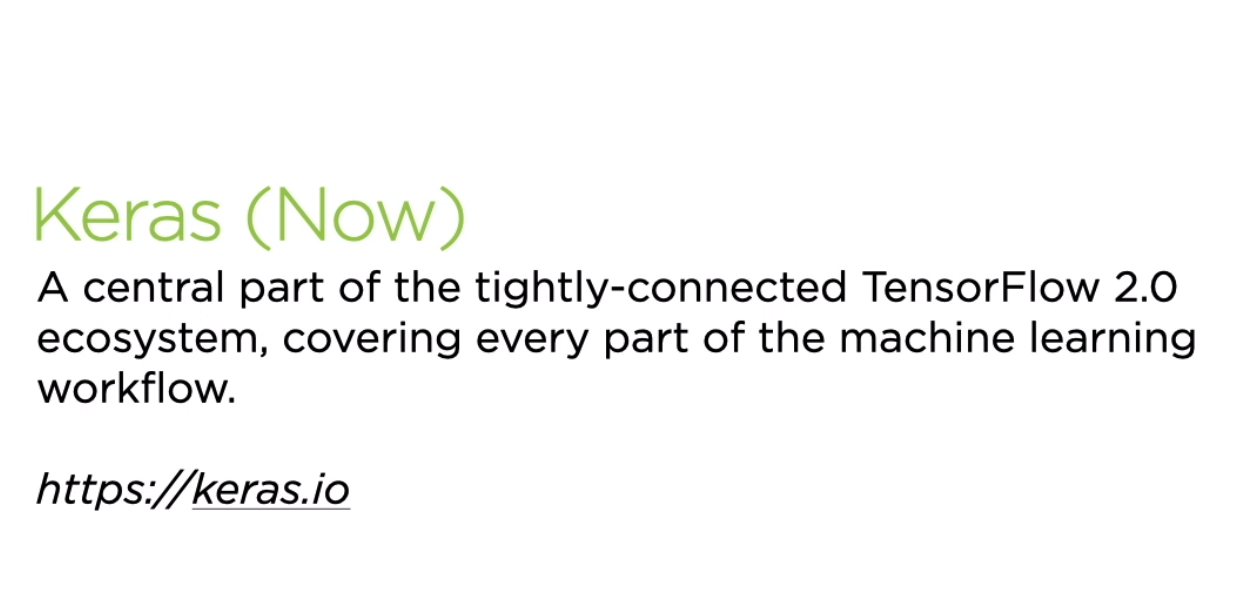 Keras (Now)
A central part of the tightly-connected TensorFlow 2.0
ecosystem, covering every part of the machine learning
workflow.
https://keras.io